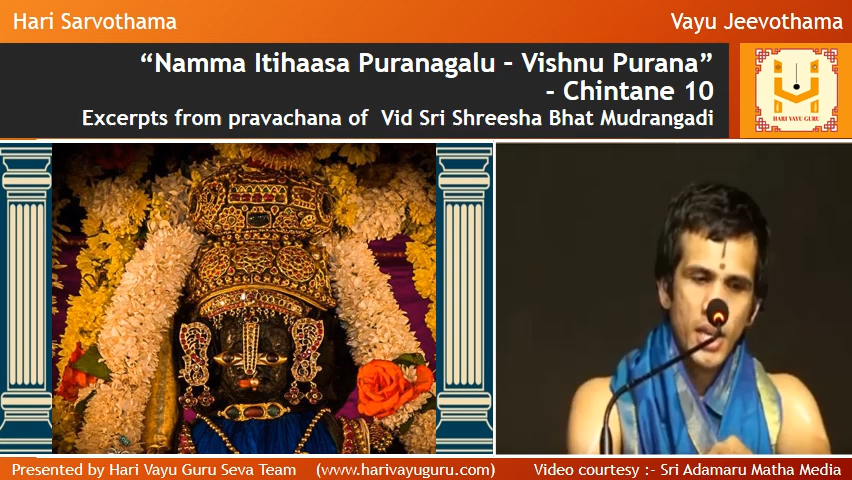 Hari Sarvothama
Vayu Jeevothama
“Namma Itihaasa Puranagalu – Vishnu Purana”
- Chintane 10
Excerpts from pravachana of Vid Sri Shreesha Bhat Mudrangadi
HARI VAYU GURU
Presented by Hari Vayu Guru Seva Team (www.harivayuguru.com)
Video courtesy :- Sri Adamaru Matha Media